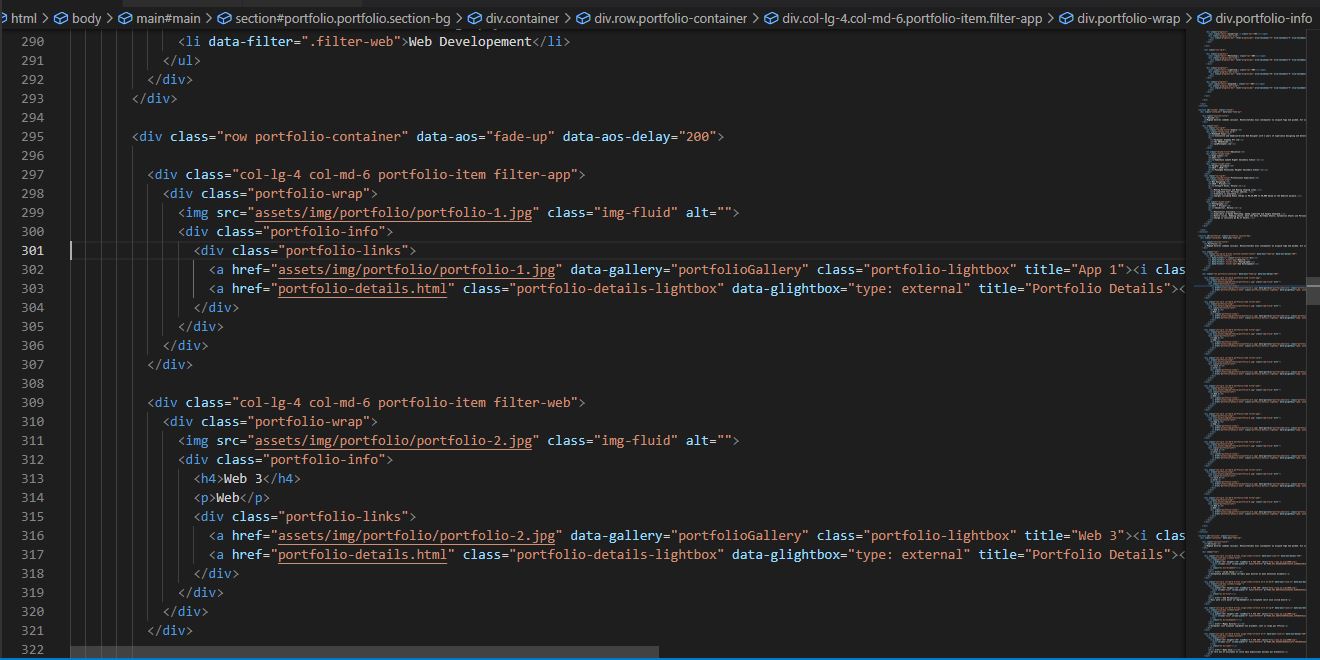 html > body > main#main > section#portfolio.portfolio.section-bg > div.container > div.row.portfolio-container > div.col-lg-4.col-md-6.portfolio-item.filter-app > div.portfolio-wrap > div.portfolio-info
290 <li data-filter=".filter-web">Web Developement</li>
291 </ul>
292 </div>
293 </div>
294
295 <div class="row portfolio-container" data-aos="fade-up" data-aos-delay="200">
296
297 <div class="col-lg-4 col-md-6 portfolio-item filter-app">
298 <div class="portfolio-wrap">
299 <img src="assets/img/portfolio/portfolio-1.jpg" class="img-fluid" alt="">
300 <div class="portfolio-info">
301 <div class="portfolio-links">
302 <a href="assets/img/portfolio/portfolio-1.jpg" data-gallery="portfolioGallery" class="portfolio-lightbox" title="App 1"><i clas
303 <a href="portfolio-details.html" class="portfolio-details-lightbox" data-glightbox="type: external" title="Portfolio Details"><
304 </div>
305 </div>
306 </div>
307 </div>
308
309 <div class="col-lg-4 col-md-6 portfolio-item filter-web">
310 <div class="portfolio-wrap">
311 <img src="assets/img/portfolio/portfolio-2.jpg" class="img-fluid" alt="">
312 <div class="portfolio-info">
313 <h4>Web 3</h4>
314 <p>Web</p>
315 <div class="portfolio-links">
316 <a href="assets/img/portfolio/portfolio-2.jpg" data-gallery="portfolioGallery" class="portfolio-lightbox" title="Web 3"><i clas
317 <a href="portfolio-details.html" class="portfolio-details-lightbox" data-glightbox="type: external" title="Portfolio Details"><
318 </div>
319 </div>
320 </div>
321 </div>
322